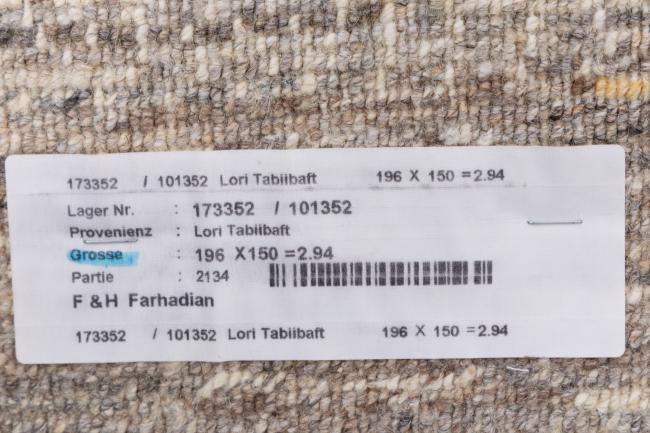 173352 / 101352 Lori Tabiibaft 196 X 150 =2.94
Lager Nr. : 173352 / 101352
Provenienz : Lori Tabiibaft
Grosse : 196 X150 =2.94
Partie : 2134
F & H Farhadian
173352 / 101352 Lori Tabiibaft 196 X 150 =2.94